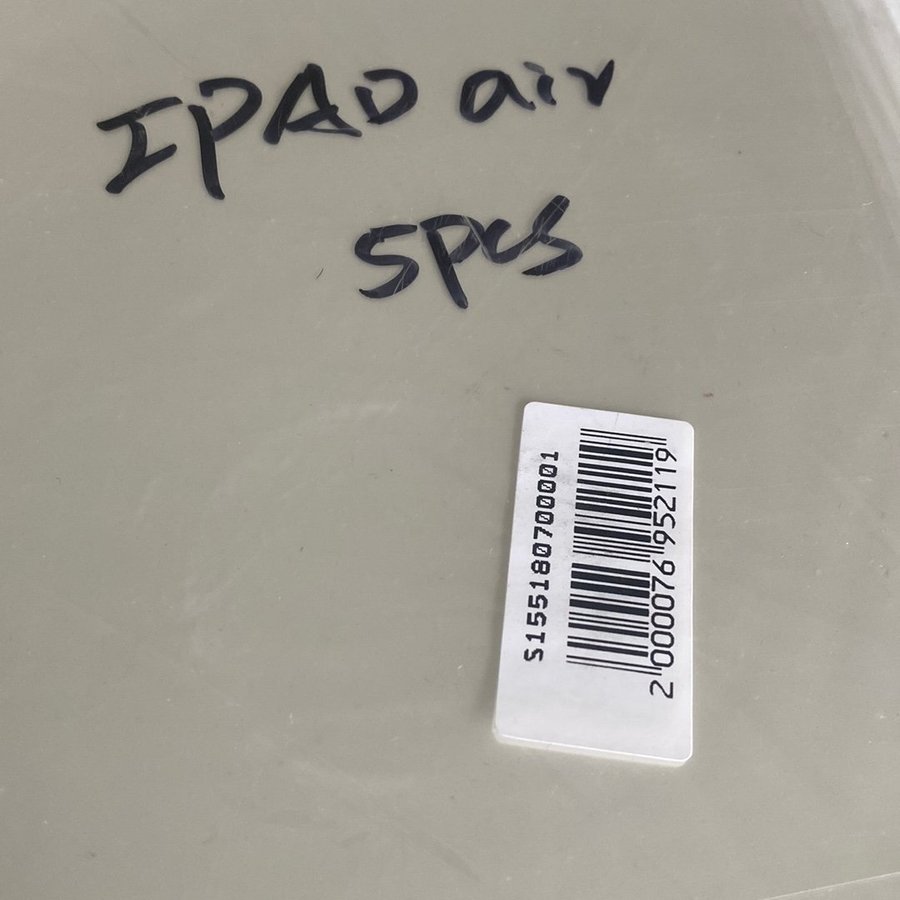 IPAD air
5pcs
S155180700001
2 000076 952119